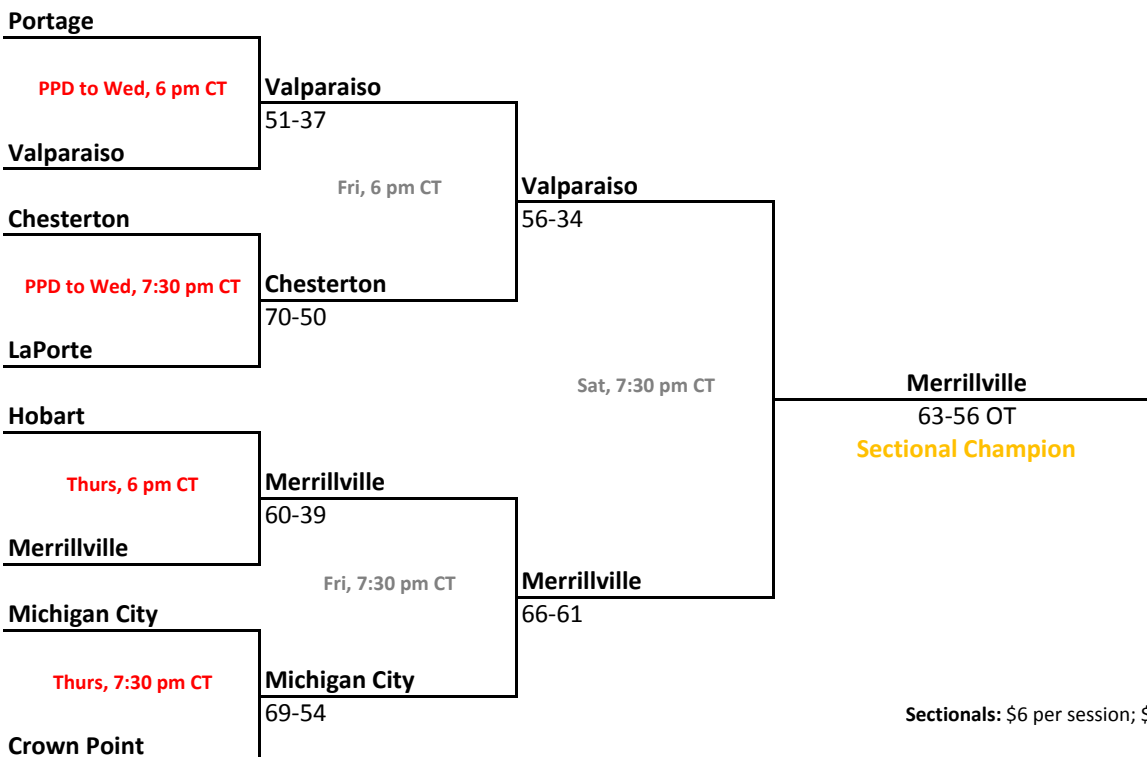 Portage
PPD to Wed, 6 pm CT
Valparaiso
51-37
Valparaiso
Fri, 6 pm CT
Valparaiso
56-34
Chesterton
PPD to Wed, 7:30 pm CT
Chesterton
70-50
LaPorte
Sat, 7:30 pm CT
Merrillville
63-56 OT
Sectional Champion
Hobart
Thurs, 6 pm CT
Merrillville
60-39
Merrillville
Fri, 7:30 pm CT
Merrillville
66-61
Michigan City
Thurs, 7:30 pm CT
Michigan City
69-54
Crown Point
Sectionals: $6 per session; $